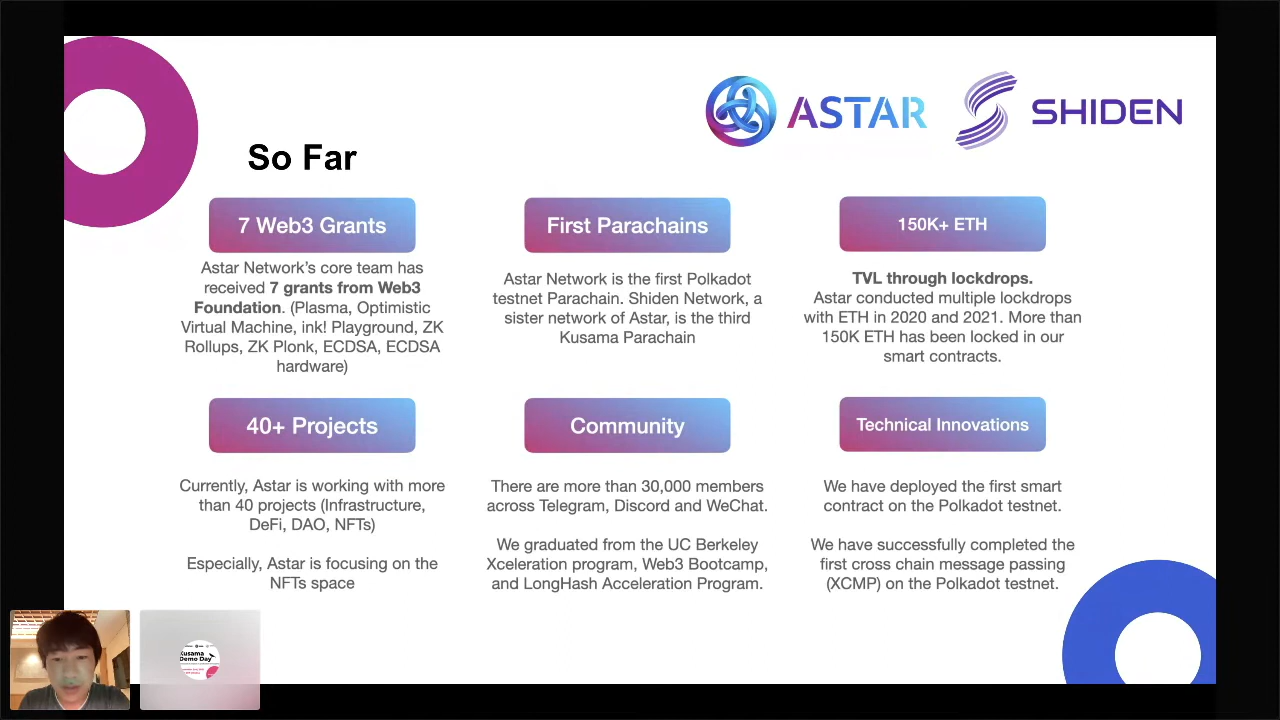 ASTAR
SHIDEN
So Far
7 Web3 Grants
Astar Network's core team has
received 7 grants from Web3
Foundation. (Plasma, Optimistic
Virtual Machine, ink! Playground, ZK
Rollups, ZK Plonk, ECDSA, ECDSA
hardware)
First Parachains
Astar Network is the first Polkadot
testnet Parachain. Shiden Network, a
sister network of Astar, is the third
Kusama Parachain
150K+ ETH
TVL through lockdrops.
Astar conducted multiple lockdrops
with ETH in 2020 and 2021. More than
150K ETH has been locked in our
smart contracts.
40+ Projects
Currently, Astar is working with more
than 40 projects (Infrastructure,
DeFi, DAO, NFTs)
Especially, Astar is focusing on the
NFTs space
Community
There are more than 30,000 members
across Telegram, Discord and WeChat.
We graduated from the UC Berkeley
Xceleration program, Web3 Bootcamp,
and LongHash Acceleration Program.
Technical Innovations
We have deployed the first smart
contract on the Polkadot testnet.
We have successfully completed the
first cross chain message passing
(XCMP) on the Polkadot testnet.
Kusama
Demo Day